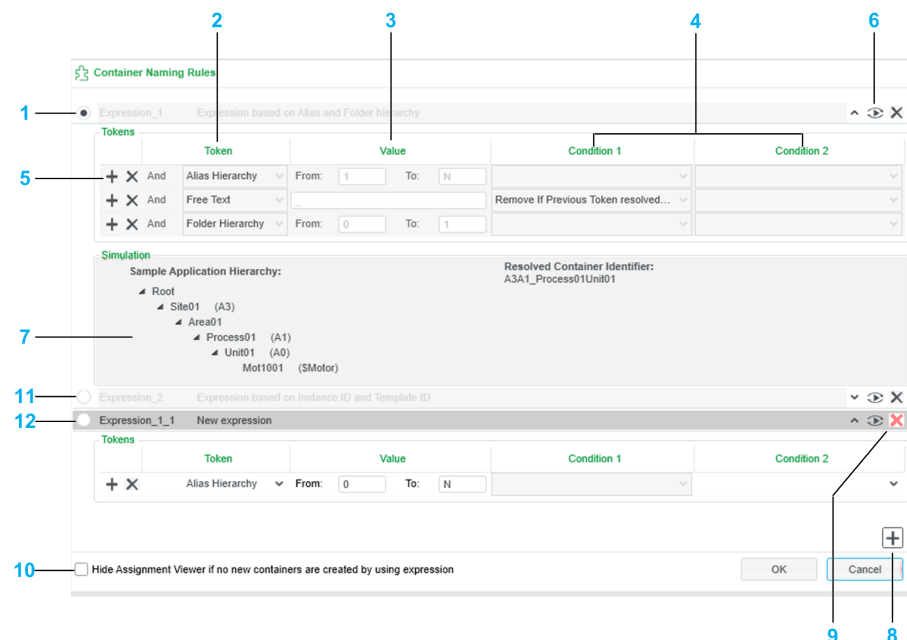 2 3 4 6
Container Naming Rules
1 Expression_1 Expression based on Alias and Folder hierarchy
Tokens
Token Value Condition 1 Condition 2
5 And Alias Hierarchy From: 1 To: N
And Free Text _ Remove If Previous Token resolved...
And Folder Hierarchy From: 0 To: 1
Simulation
Sample Application Hierarchy: Resolved Container Identifier:
A3A1_Process01Unit01
Root
Site01 (A3)
Area01
7 Process01 (A1)
Unit01 (A0)
Mot1001 ($Motor)
11 Expression_2 Expression based on Instance ID and Template ID
12 Expression_1_1 New expression
Tokens
Token Value Condition 1 Condition 2
Alias Hierarchy From: 0 To: N
10 Hide Assignment Viewer if no new containers are created by using expression OK Cancel
9 8